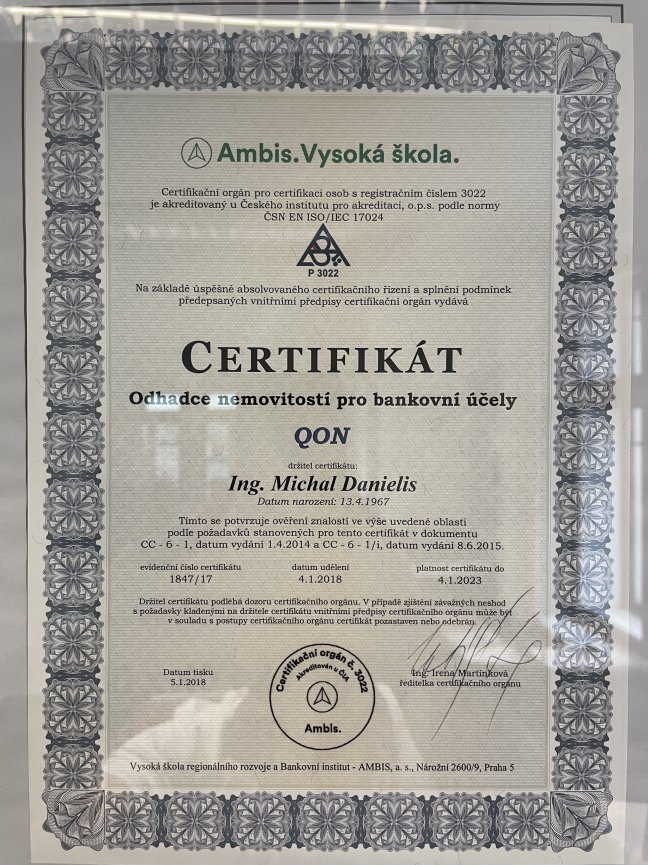 Ambis.Vysoká škola.
Certifikační orgán pro certifikaci osob s registračním číslem 3022
je akreditovaný u Českého institutu pro akreditaci, o.p.s. podle normy
ČSN EN ISO/IEC 17024
P 3022
Na základě úspěšně absolvovaného certifikačního řízení a splnění podmínek
předepsaných vnitřními předpisy certifikační orgán vydává
CERTIFIKÁT
Odhadce nemovitostí pro bankovní účely
QON
držitel certifikátu:
Ing. Michal Danielis
Datum narození: 13.4.1967
Tímto se potvrzuje ověření znalostí ve výše uvedené oblasti
podle požadavků stanovených pro tento certifikát v dokumentu
CC - 6 - 1, datum vydání 1.4.2014 a CC - 6 - 1/i, datum vydání 8.6.2015.
evidenční číslo certifikátu datum udělení platnost certifikátu do
1847/17 4.1.2018 4.1.2023
Držitel certifikátu podléhá dozoru certifikačního orgánu. V případě zjištění závažných neshod
s požadavky kladenými na držitele certifikátu vnitřními předpisy certifikačního orgánu může být
v souladu s postupy certifikačního orgánu certifikát pozastaven nebo odebrán.
Certifikační orgán č. 3022
Akreditován u ČIA
Ambis.
Datum tisku
5.1.2018
Ing. Irena Martinková
ředitelka certifikačního orgánu
Vysoká škola regionálního rozvoje a Bankovní institut - AMBIS, a. s., Nárožní 2600/9, Praha 5